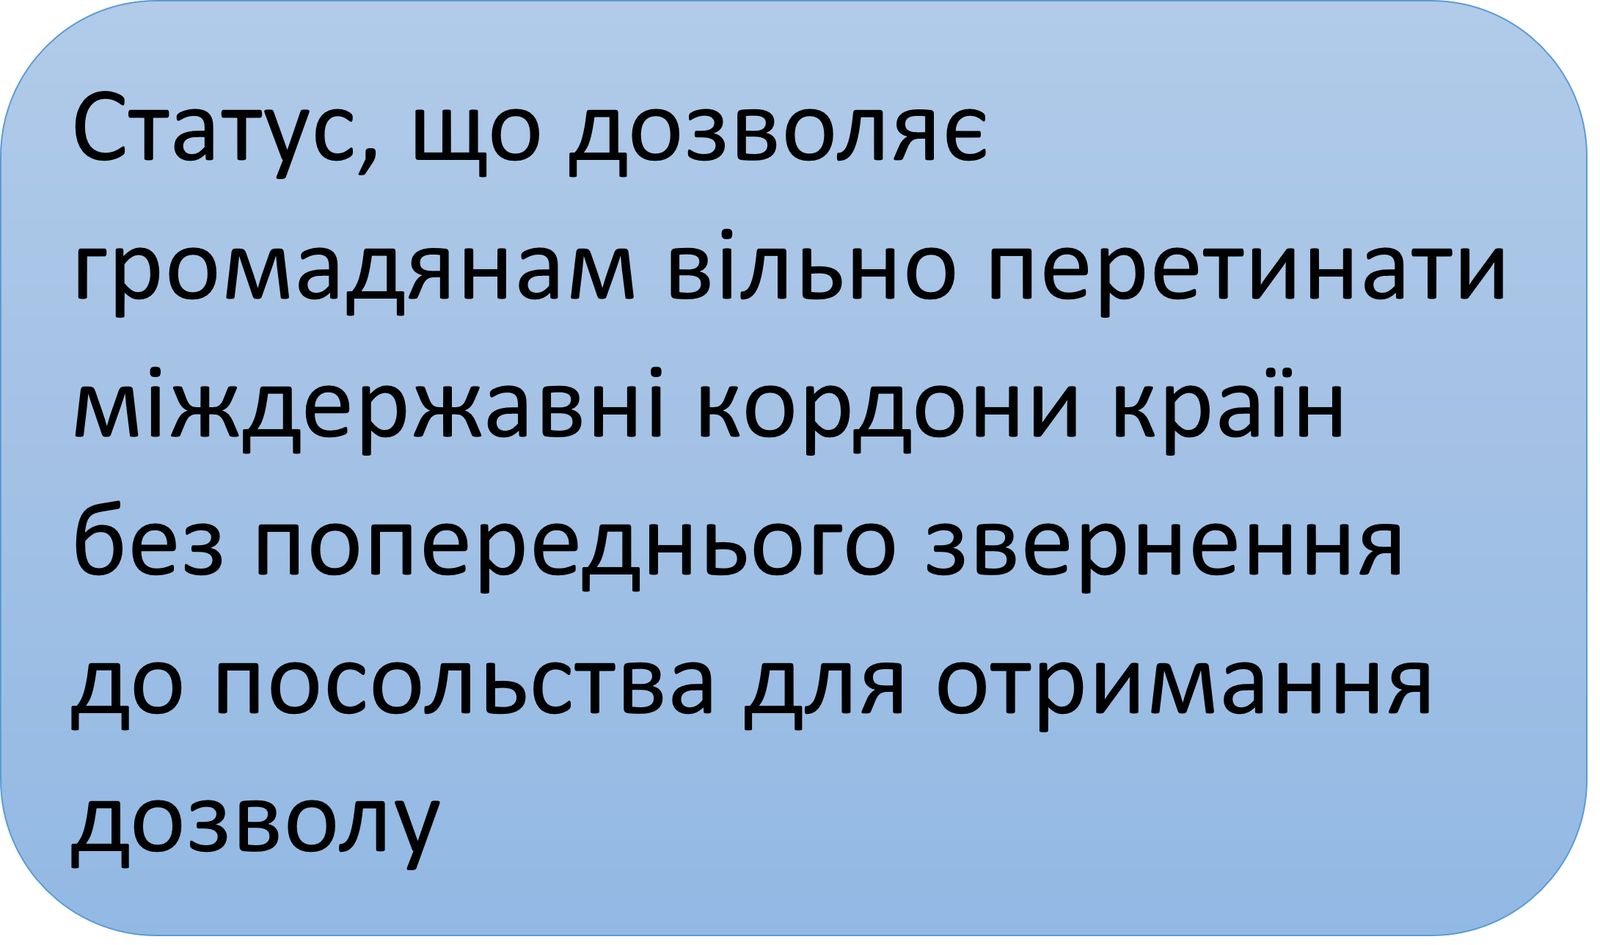 Статус, що дозволяє
громадянам вільно перетинати
міждержавні кордони країн
без попереднього звернення
до посольства для отримання
дозволу